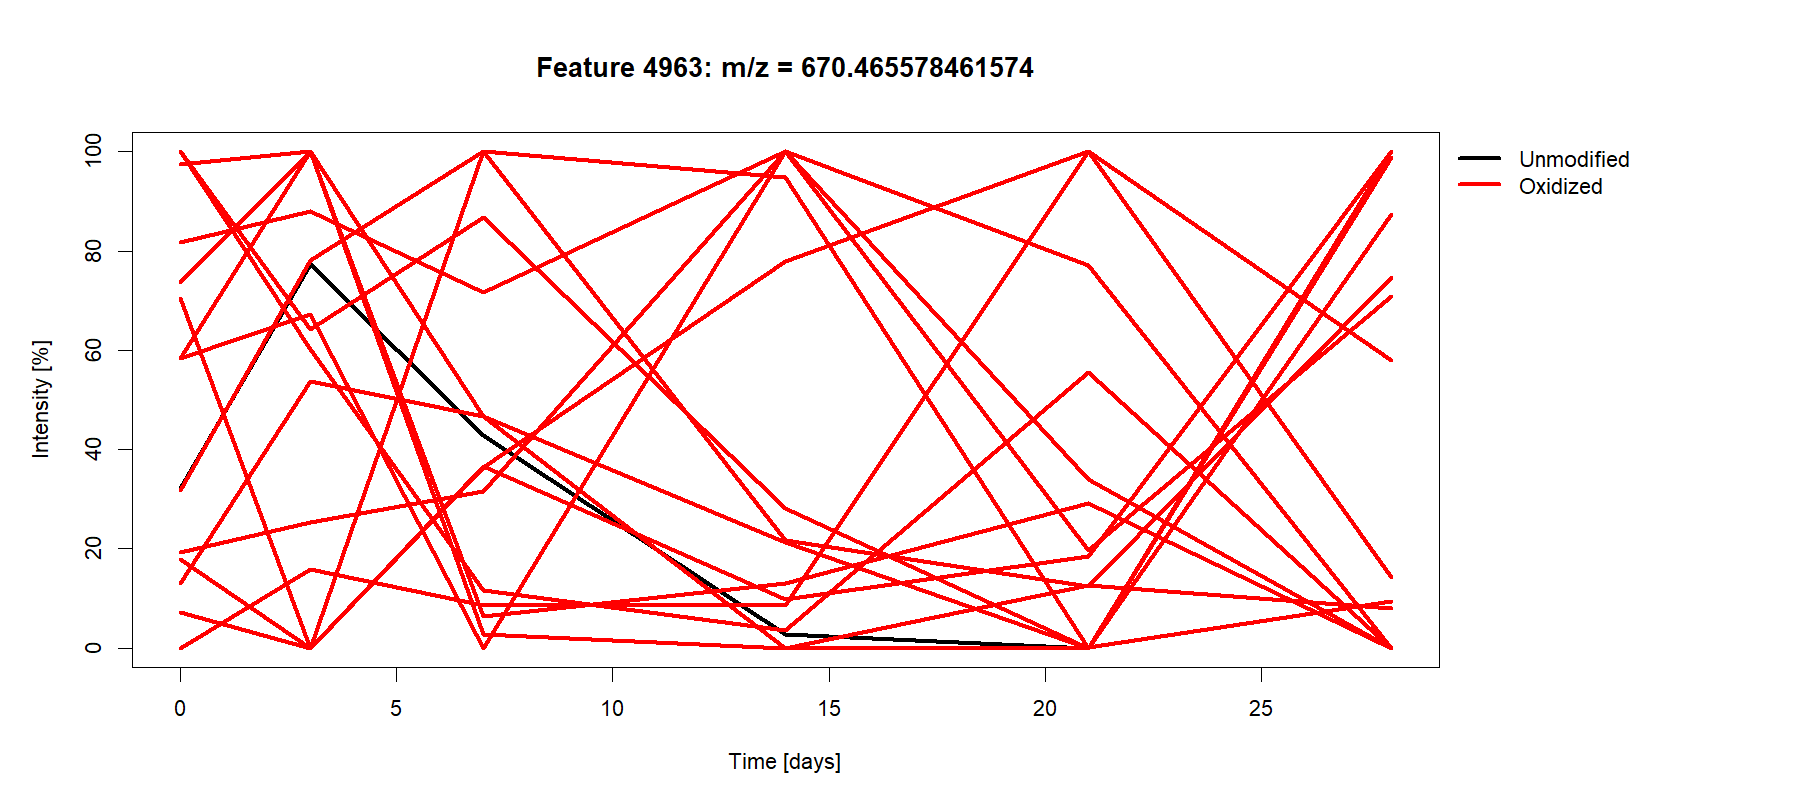 Feature 4963: m/z = 670.465578461574
Unmodified
Oxidized
Intensity [%]
100
80
60
40
20
0
0 5 10 15 20 25
Time [days]